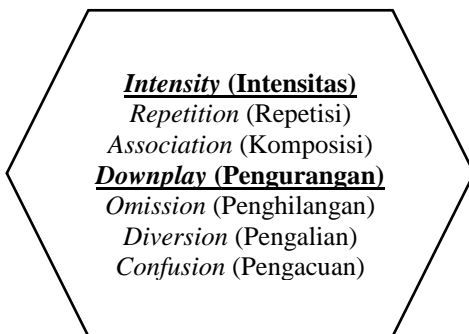 Intensity (Intensitas)
Repetition (Repetisi)
Association (Komposisi)
Downplay (Pengurangan)
Omission (Penghilangan)
Diversion (Pengalian)
Confusion (Pengacuan)